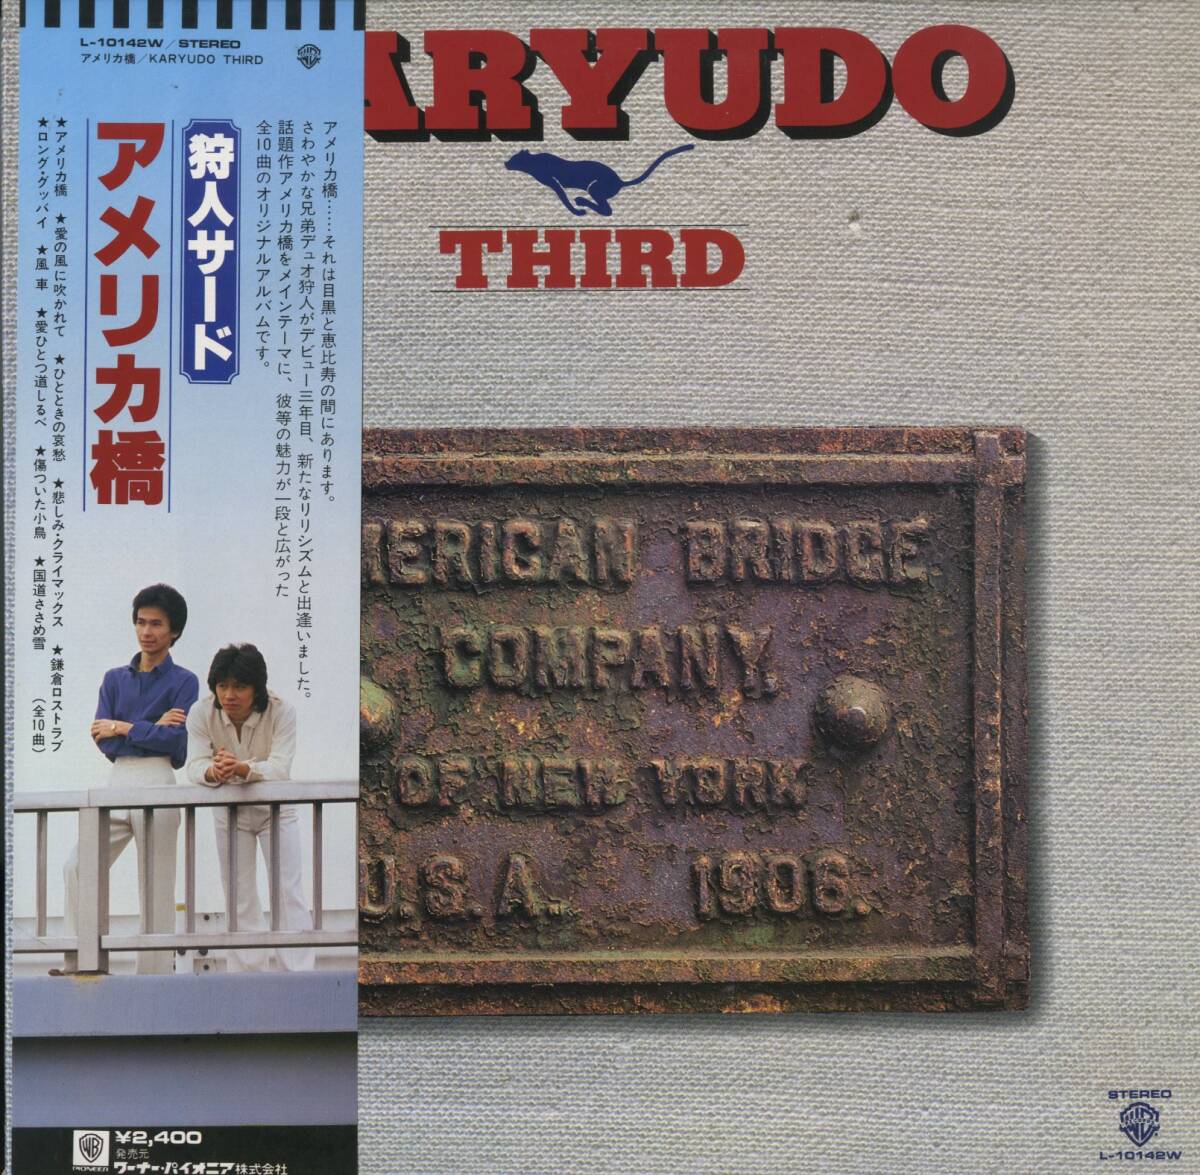 L-10142W/STEREO
アメリカ橋/KARYUDO THIRD
ARYUDO
THIRD
アメリカ橋……それは目黒と恵比寿の間にあります。
さわやかな兄弟デュオ狩人がデビュー三年目、新たなリリシズムと出逢いました。
話題作アメリカ橋をメインテーマに、彼等の魅力が一段と広がった
全10曲のオリジナルアルバムです。
狩人サード
アメリカ橋
★アメリカ橋 ★愛の風に吹かれて ★ひとときの哀愁 ★悲しみ・クライマックス ★鎌倉ロストラブ
★ロング・グッバイ ★風車 ★愛ひとつ道しるべ ★傷ついた小鳥 ★国道ささめ雪 (全10曲)
MERICAN BRIDGE
COMPANY.
OF NEW YORK
U.S.A. 1906.
WB
PIONEER
¥2,400
発売元
ワーナー・パイオニア株式会社
STEREO
L-10142W